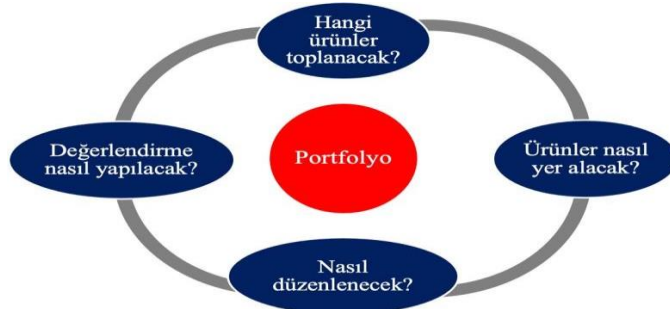 Hangi
ürünler
toplanacak?
Değerlendirme
nasıl yapılacak?
Portfolyo
Ürünler nasıl
yer alacak?
Nasıl
düzenlenecek?